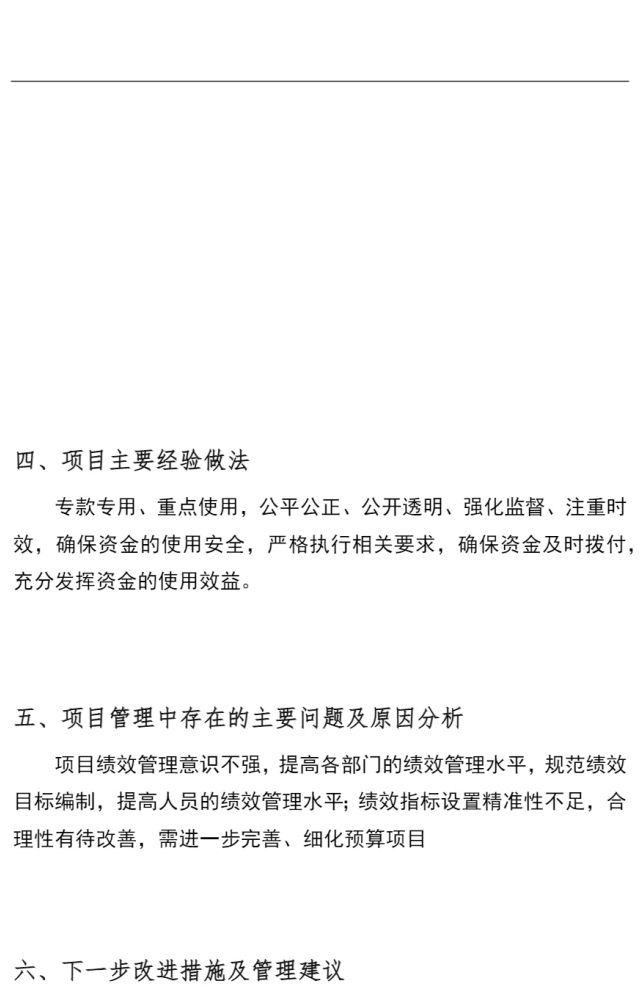 四、项目主要经验做法
专款专用、重点使用，公平公正、公开透明、强化监督、注重时
效，确保资金的使用安全，严格执行相关要求，确保资金及时拨付，
充分发挥资金的使用效益。
五、项目管理中存在的主要问题及原因分析
项目绩效管理意识不强，提高各部门的绩效管理水平，规范绩效
目标编制，提高人员的绩效管理水平；绩效指标设置精准性不足，合
理性有待改善，需进一步完善、细化预算项目
六、下一步改进措施及管理建议